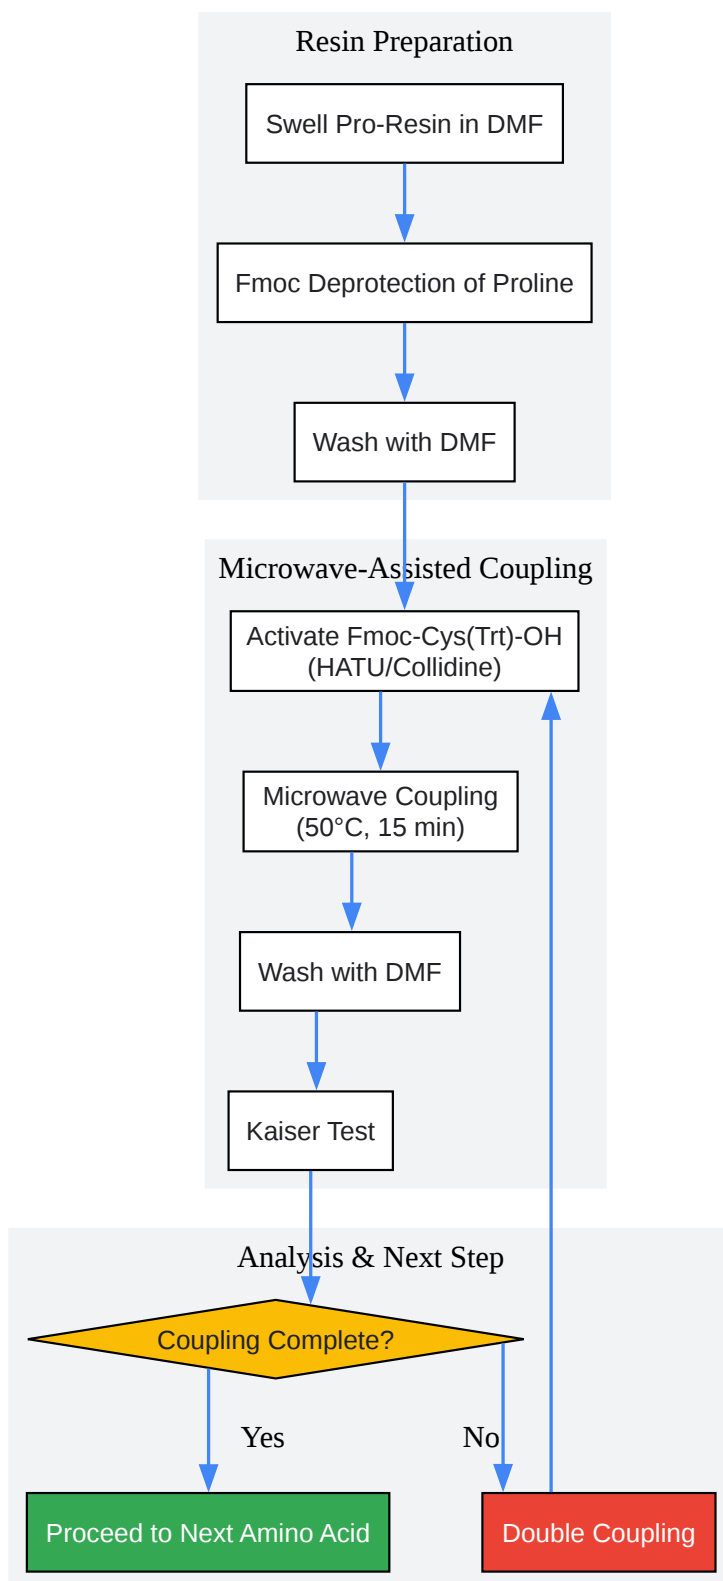 Resin Preparation
Swell Pro-Resin in DMF
Fmoc Deprotection of Proline
Wash with DMF
Microwave-Assisted Coupling
Activate Fmoc-Cys(Trt)-OH
(HATU/Collidine)
Microwave Coupling
(50°C, 15 min)
Wash with DMF
Kaiser Test
Analysis & Next Step
Coupling Complete?
Yes
No
Proceed to Next Amino Acid
Double Coupling